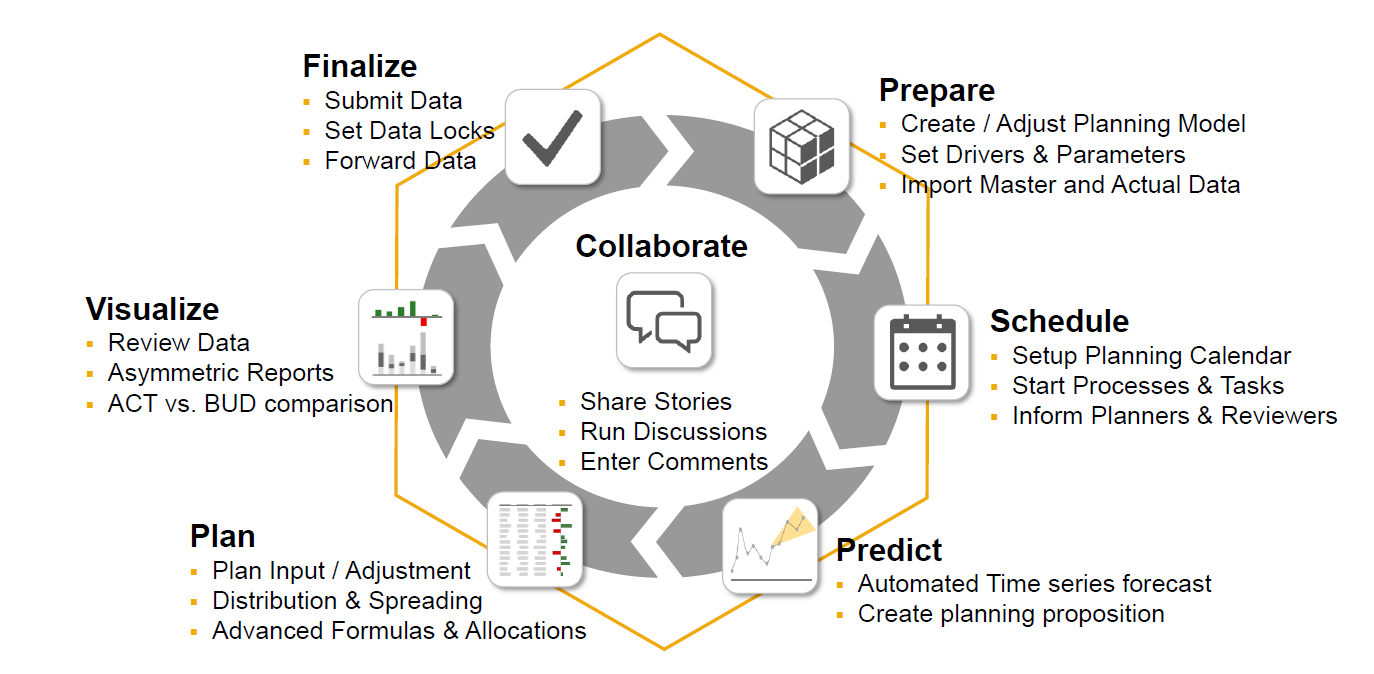 Finalize
Submit Data
Set Data Locks
Forward Data
Prepare
Create / Adjust Planning Model
Set Drivers & Parameters
Import Master and Actual Data
Collaborate
Share Stories
Run Discussions
Enter Comments
Visualize
Review Data
Asymmetric Reports
ACT vs. BUD comparison
Schedule
Setup Planning Calendar
Start Processes & Tasks
Inform Planners & Reviewers
Plan
Plan Input / Adjustment
Distribution & Spreading
Advanced Formulas & Allocations
Predict
Automated Time series forecast
Create planning proposition